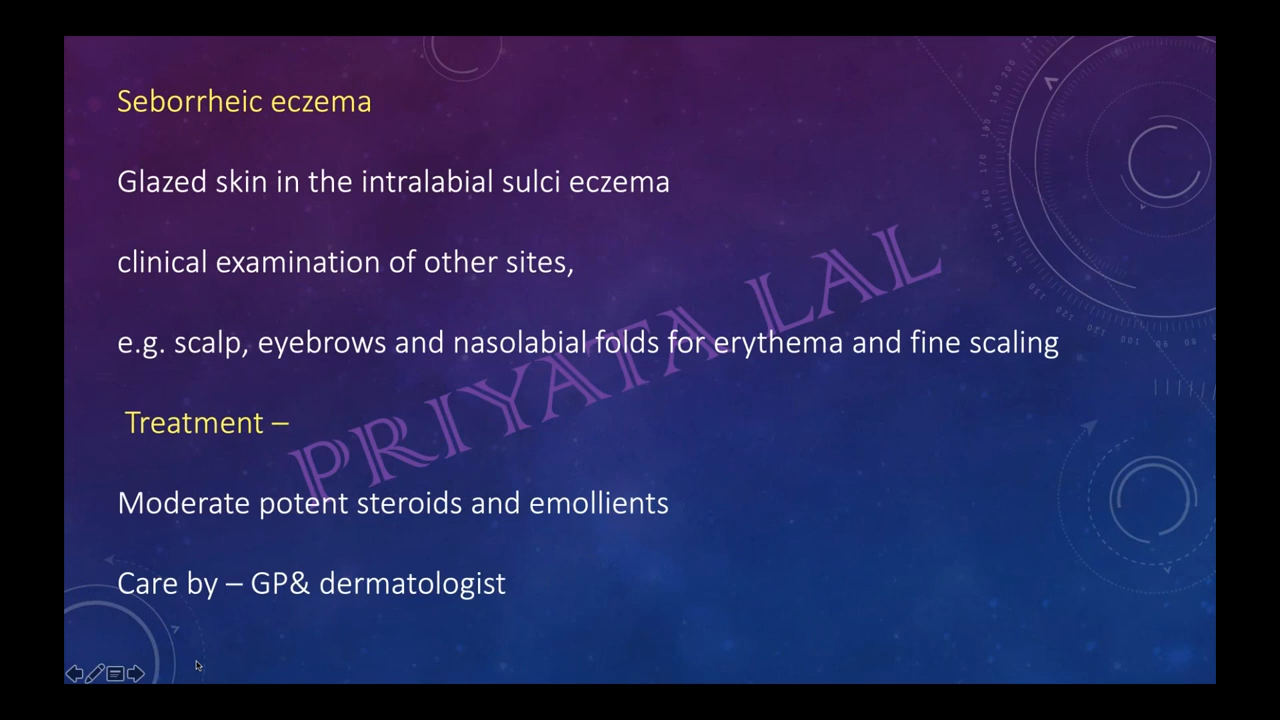 Seborrheic eczema
Glazed skin in the intralabial sulci eczema
clinical examination of other sites,
e.g. scalp, eyebrows and nasolabial folds for erythema and fine scaling
Treatment –
Moderate potent steroids and emollients
Care by – GP& dermatologist
PRIYATA LAL